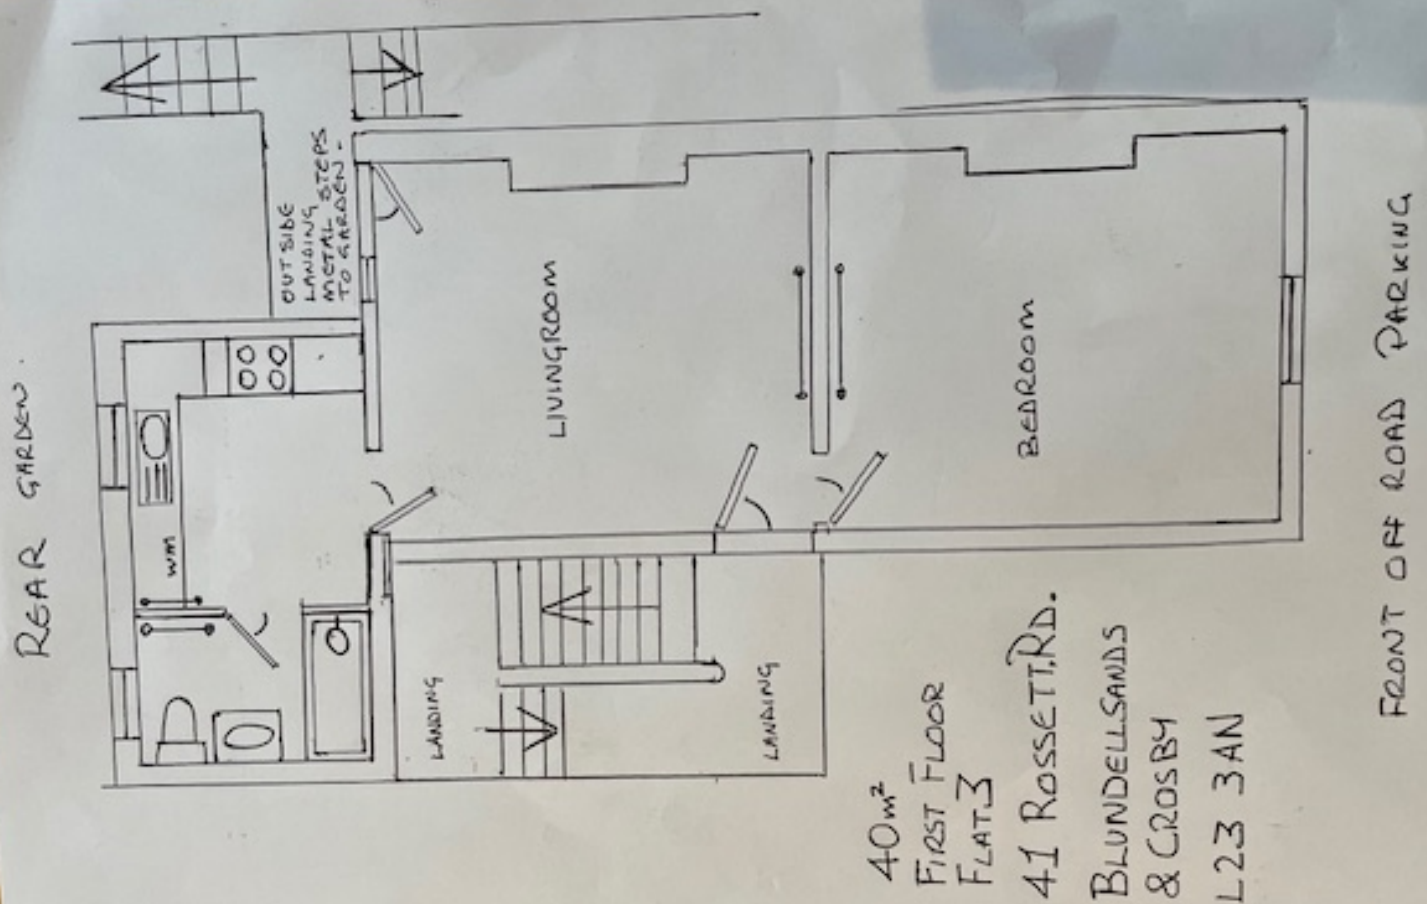 REAR GARDEN.
OUTSIDE
LANDING
METAL STEPS
TO GARDEN.
wm
LIVINGROOM
BEDROOM
LANDING
LANDING
40m²
FIRST FLOOR
FLAT.3
41 ROSSETT.RD.
BLUNDELLSANDS
& CROSBY
L23 3AN
FRONT OFF ROAD PARKING